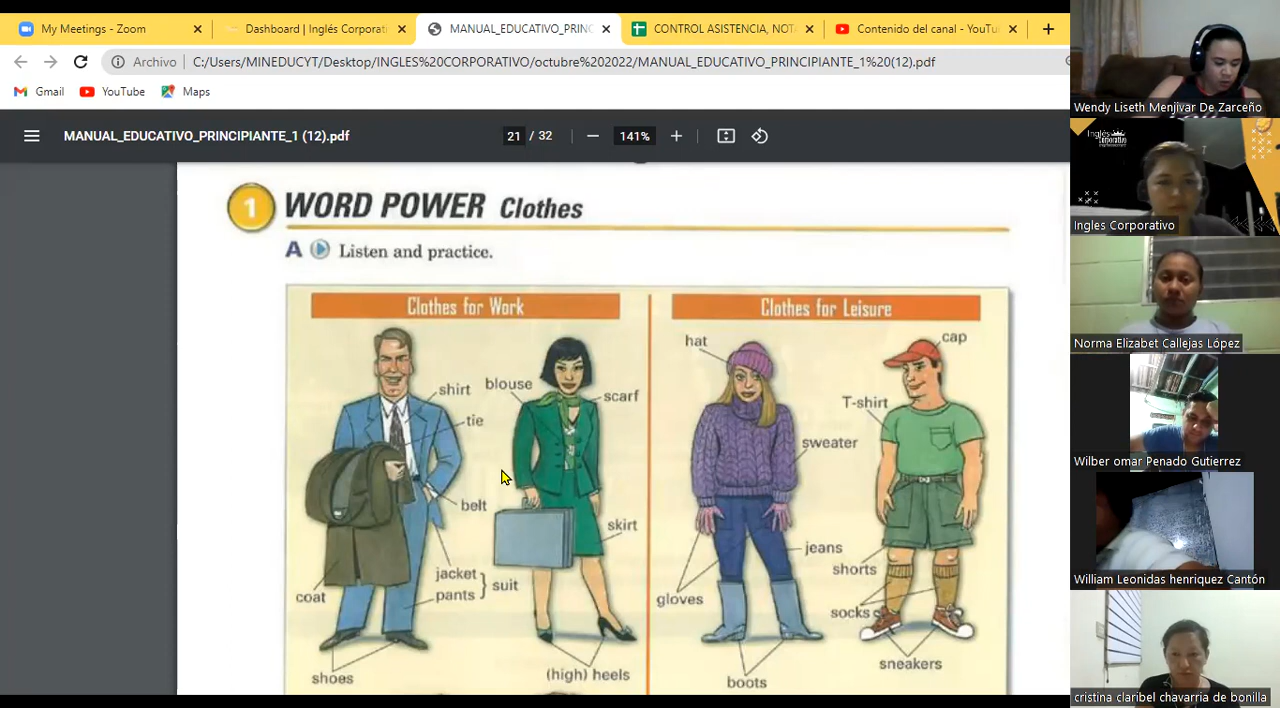 My Meetings - Zoom
Dashboard | Inglés Corporati
MANUAL_EDUCATIVO_PRINC
CONTROL ASISTENCIA, NOT
Contenido del canal - YouTu
Archivo
C:/Users/MINEDUCYT/Desktop/INGLES%20CORPORATIVO/octubre%202022/MANUAL_EDUCATIVO_PRINCIPIANTE_1%20(12).pdf
Gmail
YouTube
Maps
MANUAL_EDUCATIVO_PRINCIPIANTE_1 (12).pdf
21 / 32
141%
1 WORD POWER Clothes
A Listen and practice.
Clothes for Work
shirt
tie
belt
jacket
pants
suit
coat
shoes
blouse
scarf
skirt
(high) heels
Clothes for Leisure
hat
sweater
jeans
gloves
boots
cap
T-shirt
shorts
socks
sneakers
Wendy Liseth Menjivar De Zarceño
Inglés
Corporativo
Ingles Corporativo
Norma Elizabet Callejas López
Wilber omar Penado Gutierrez
William Leonidas henriquez Cantón
cristina claribel chavarria de bonilla